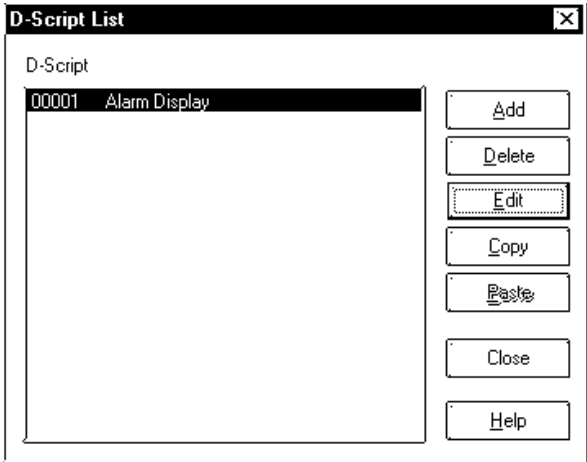 D-Script List
D-Script
00001 Alarm Display
Add
Delete
Edit
Copy
Paste
Close
Help